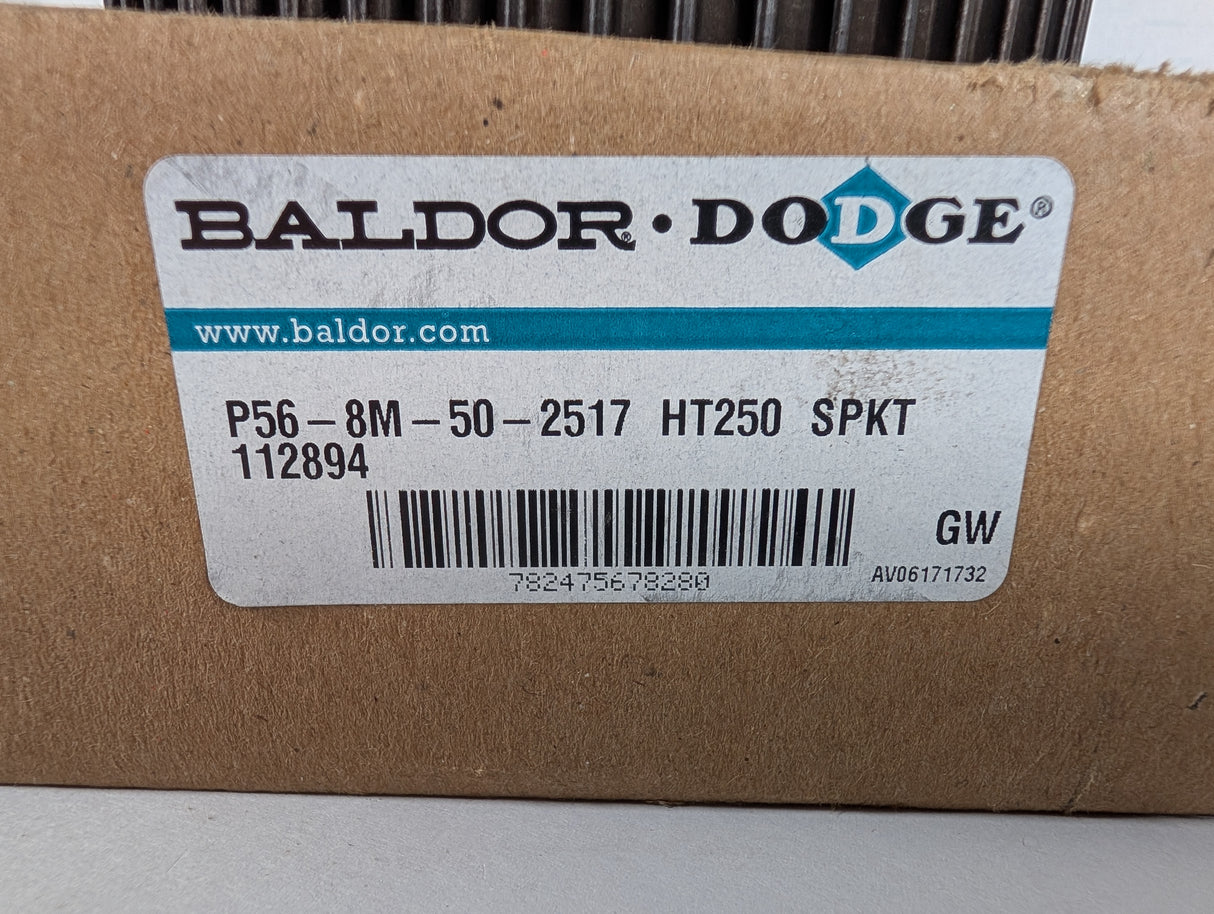 BALDOR® · DODGE®
www.baldor.com
P56-8M-50-2517 HT250 SPKT
112894
GW
782475678280
AV06171732